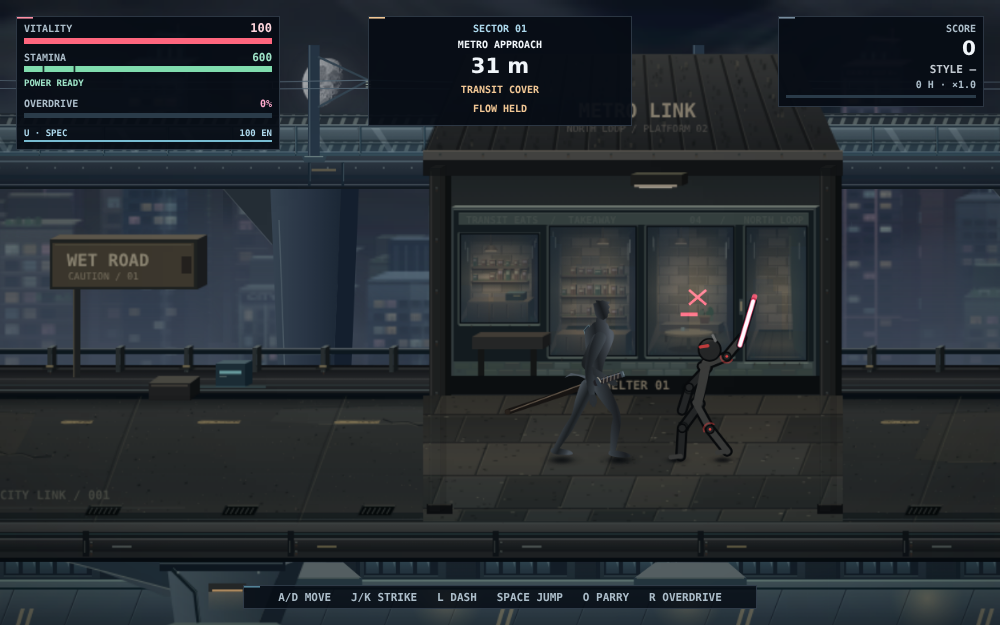 VITALITY 100
STAMINA 600
POWER READY
OVERDRIVE 0%
U · SPEC 100 EN
SECTOR 01
METRO APPROACH
31 m
TRANSIT COVER
FLOW HELD
SCORE
0
STYLE —
0 H · ×1.0
METRO LINK
NORTH LOOP / PLATFORM 02
TRANSIT EATS / TAKEAWAY 04 / NORTH LOOP
WET ROAD
CAUTION / 01
SHELTER 01
CITY LINK / 001
A/D MOVE J/K STRIKE L DASH SPACE JUMP O PARRY R OVERDRIVE